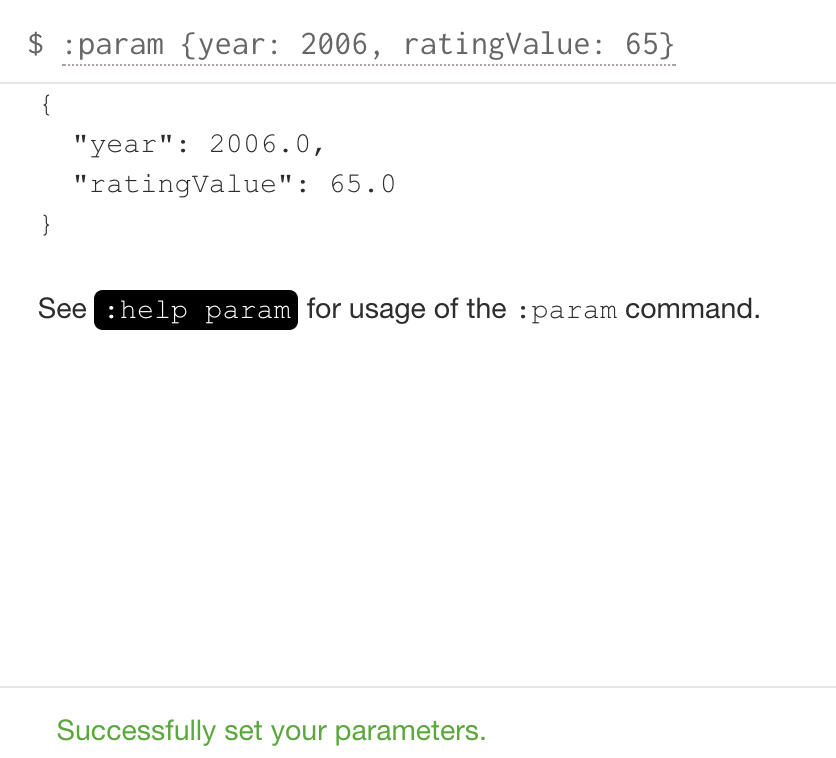 $ :param {year: 2006, ratingValue: 65}
{
"year": 2006.0,
"ratingValue": 65.0
}
See :help param for usage of the :param command.
Successfully set your parameters.